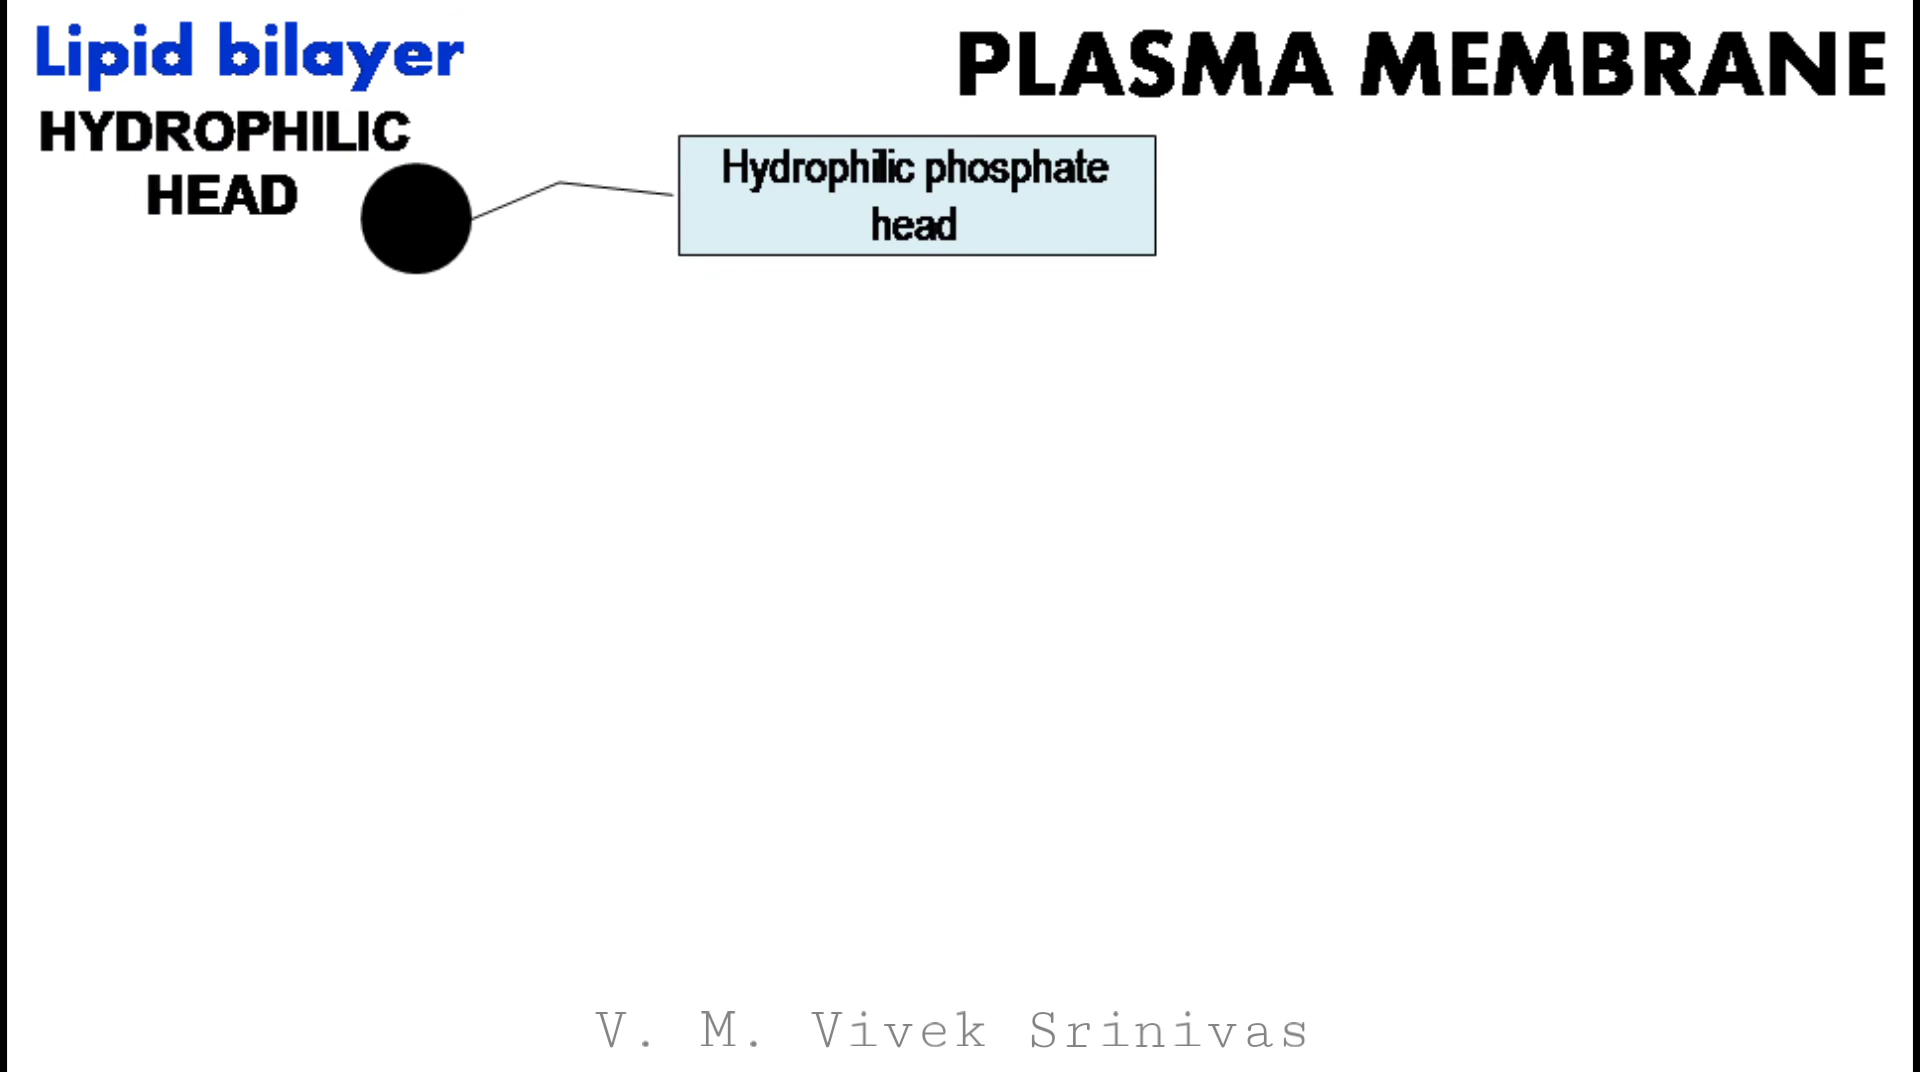 Lipid bilayer
PLASMA MEMBRANE
HYDROPHILIC
HEAD
Hydrophilic phosphate
head
V. M. Vivek Srinivas